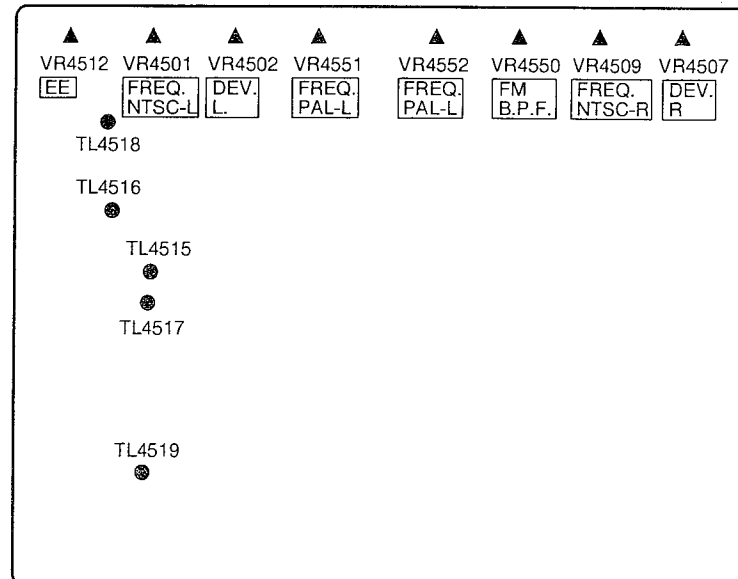 VR4512 VR4501 VR4502 VR4551 VR4552 VR4550 VR4509 VR4507
EE FREQ. DEV. FREQ. FREQ. FM FREQ. DEV.
NTSC-L L. PAL-L PAL-L B.P.F. NTSC-R R
TL4518
TL4516
TL4515
TL4517
TL4519